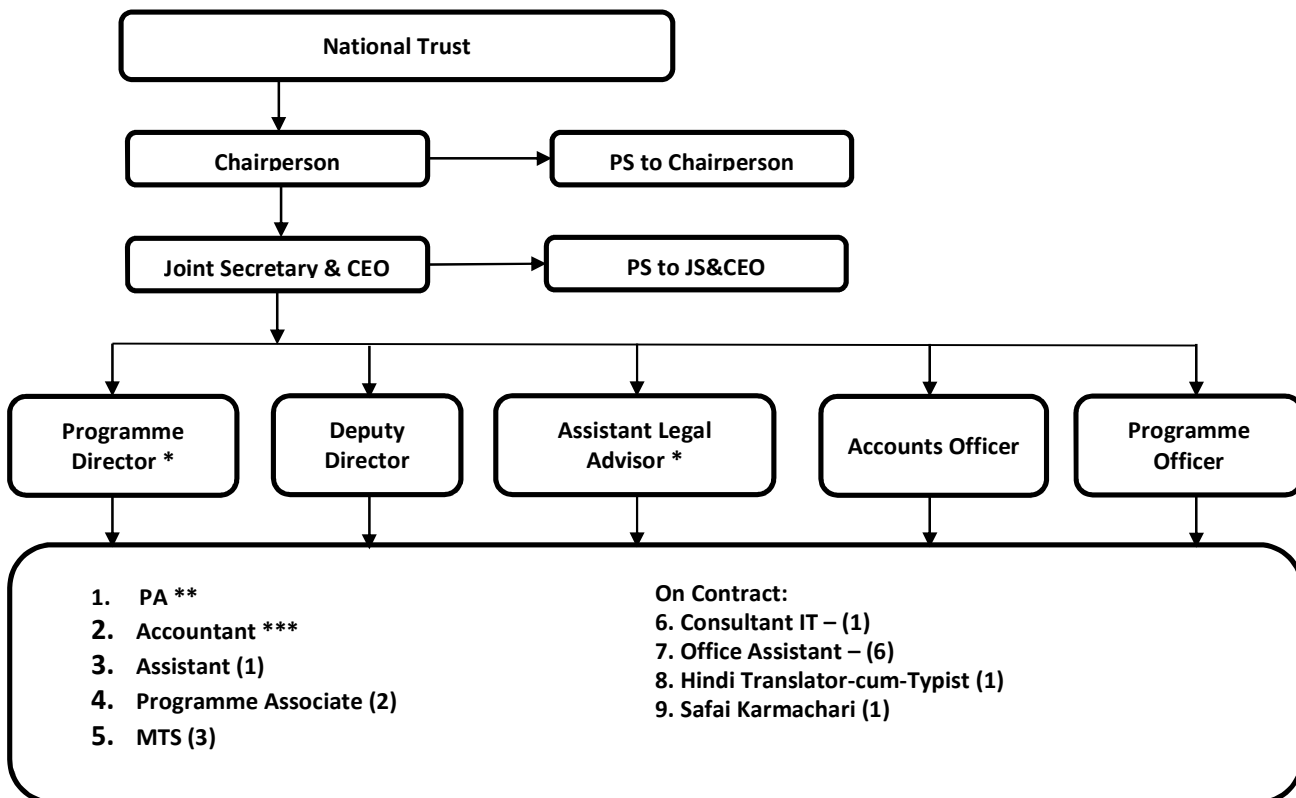 National Trust
Chairperson
PS to Chairperson
Joint Secretary & CEO
PS to JS&CEO
Programme
Director *
Deputy
Director
Assistant Legal
Advisor *
Accounts Officer
Programme
Officer
1. PA **
2. Accountant ***
3. Assistant (1)
4. Programme Associate (2)
5. MTS (3)
On Contract:
6. Consultant IT – (1)
7. Office Assistant – (6)
8. Hindi Translator-cum-Typist (1)
9. Safai Karmachari (1)